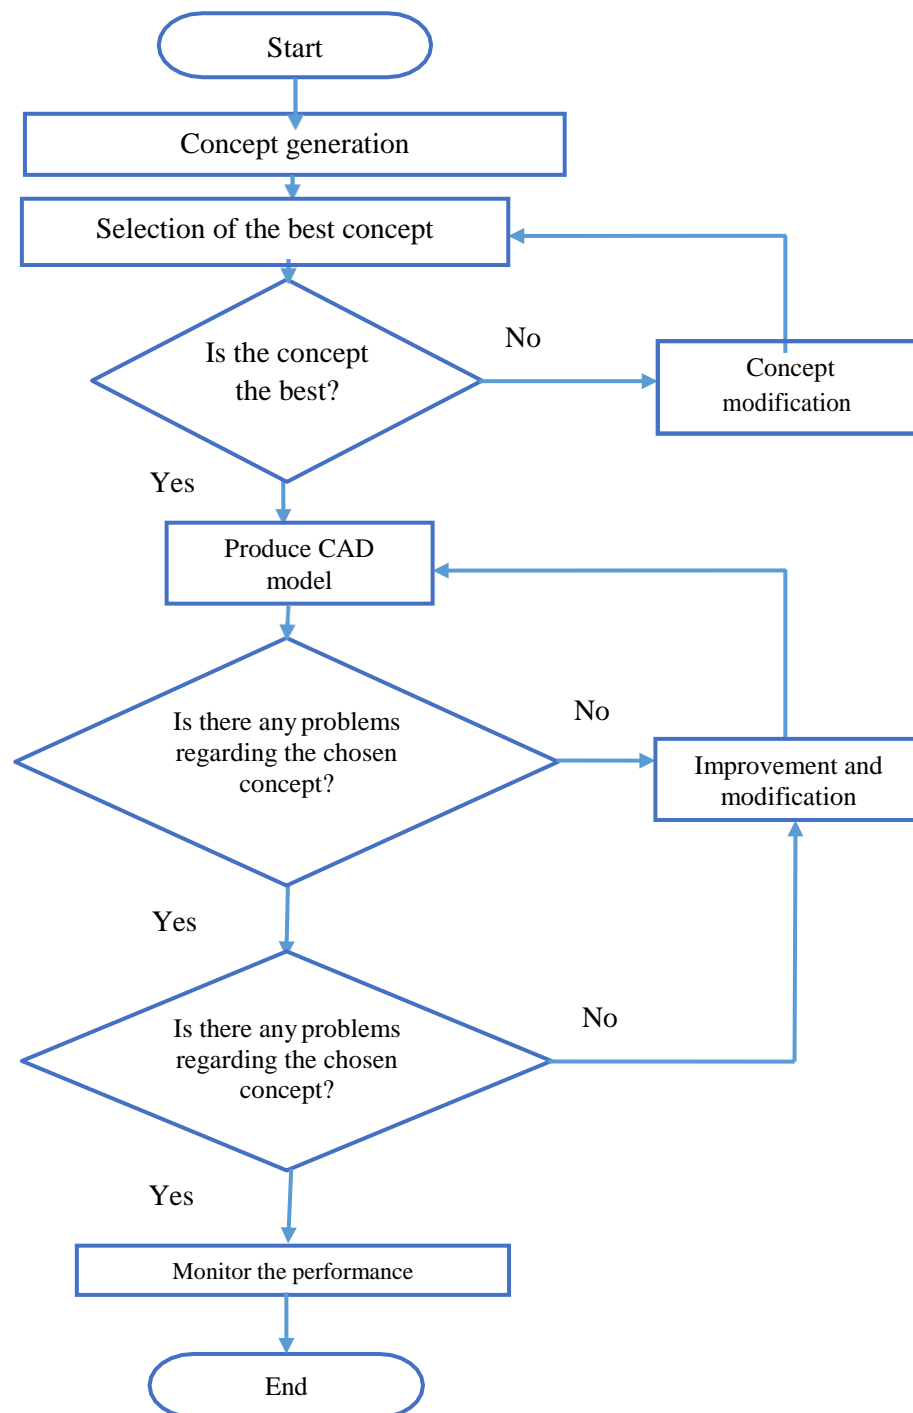 Start
Concept generation
Selection of the best concept
Is the concept
the best?
No
Concept
modification
Yes
Produce CAD
model
Is there any problems
regarding the chosen
concept?
No
Improvement and
modification
Yes
Is there any problems
regarding the chosen
concept?
No
Yes
Monitor the performance
End